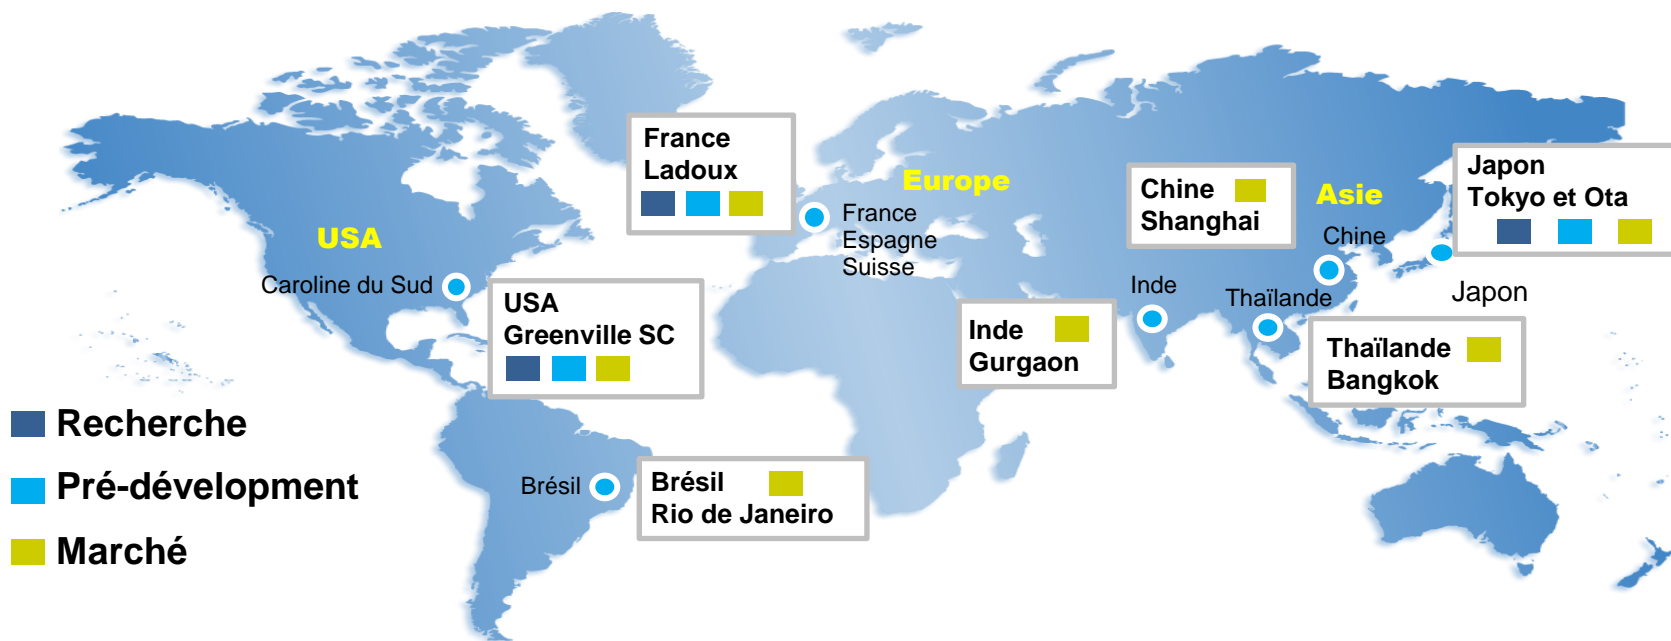 France
Ladoux
Europe
France
Espagne
Suisse
Chine
Shanghai
Asie
Chine
Japon
Tokyo et Ota
Japon
USA
Caroline du Sud
USA
Greenville SC
Inde
Inde
Gurgaon
Thaïlande
Thaïlande
Bangkok
Recherche
Pré-dévelopment
Marché
Brésil
Brésil
Rio de Janeiro